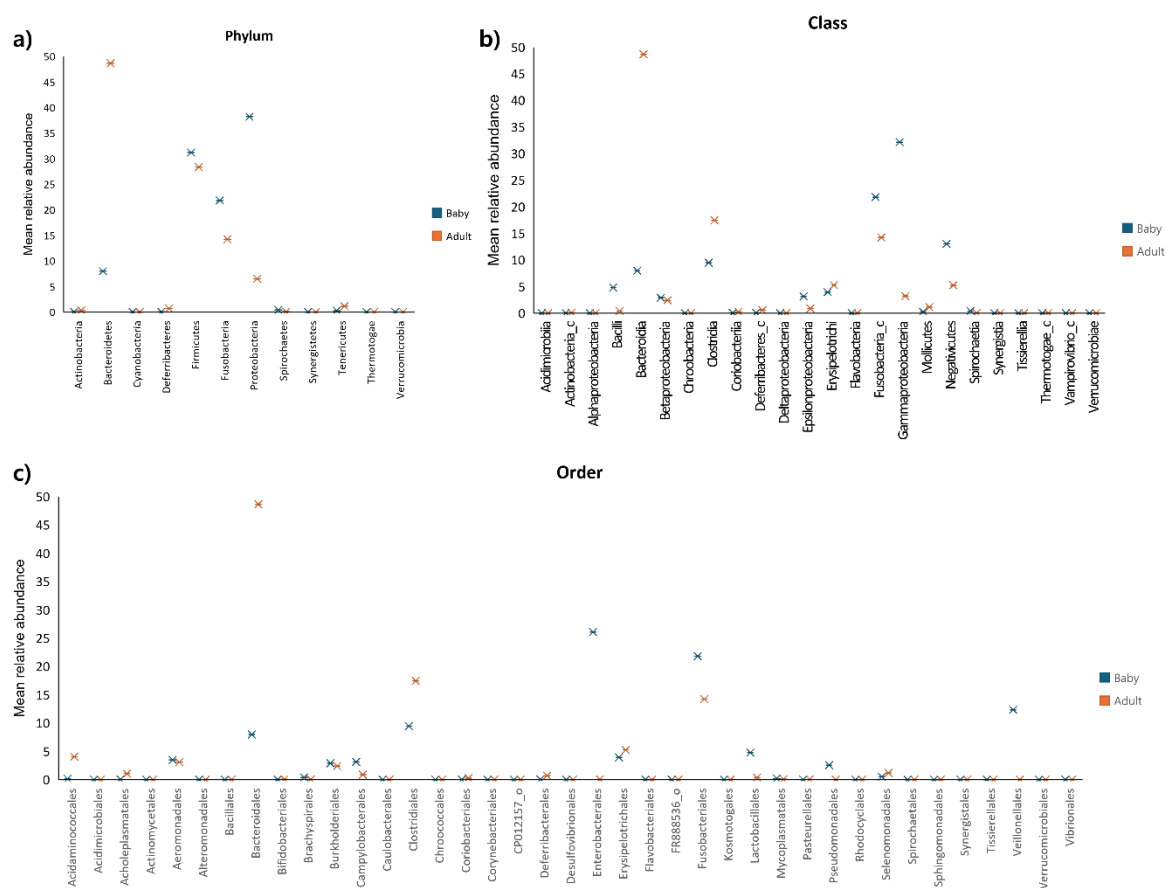 a)
Phylum
Mean relative abundance
50
45
40
35
30
25
20
15
10
5
0
Actinobacteria
Bacteroidetes
Cyanobacteria
Deferribacteres
Firmicutes
Fusobacteria
Proteobacteria
Spirochaetes
Synergistetes
Tenericutes
Thermotogae
Verrucomicrobia
Baby
Adult
b)
Class
Mean relative abundance
50
45
40
35
30
25
20
15
10
5
0
Acidimicrobiia
Actinobacteria_c
Alphaproteobacteria
Bacilli
Bacteroidia
Betaproteobacteria
Chroobacteria
Clostridia
Coriobacteriia
Deferribacteres_c
Deltaproteobacteria
Epsilonproteobacteria
Erysipelotrichi
Flavobacteria
Fusobacteria_c
Gammaproteobacteria
Mollicutes
Negativicutes
Spirochaetia
Synergistia
Tissierellia
Thermotogae_c
Vampirovibrio_c
Verrucomicrobiae
Baby
Adult
c)
Order
Mean relative abundance
50
45
40
35
30
25
20
15
10
5
0
Acidaminococcales
Acidimicrobiales
Acholeplasmatales
Actinomycetales
Aeromonadales
Alteromonadales
Bacillales
Bacteroidales
Bifidobacteriales
Brachyspirales
Burkholderiales
Campylobacterales
Caulobacterales
Clostridiales
Chroococcales
Coriobacteriales
Corynebacteriales
CP012157_o
Deferribacterales
Desulfovibrionales
Enterobacterales
Erysipelotrichales
Flavobacteriales
FR888536_o
Fusobacteriales
Kosmotogales
Lactobacillales
Mycoplasmatales
Pasteurellales
Pseudomonadales
Rhodocyclales
Selenomonadales
Spirochaetales
Sphingomonadales
Synergistales
Tissierellales
Veillonellales
Verrucomicrobiales
Vibrionales
Baby
Adult